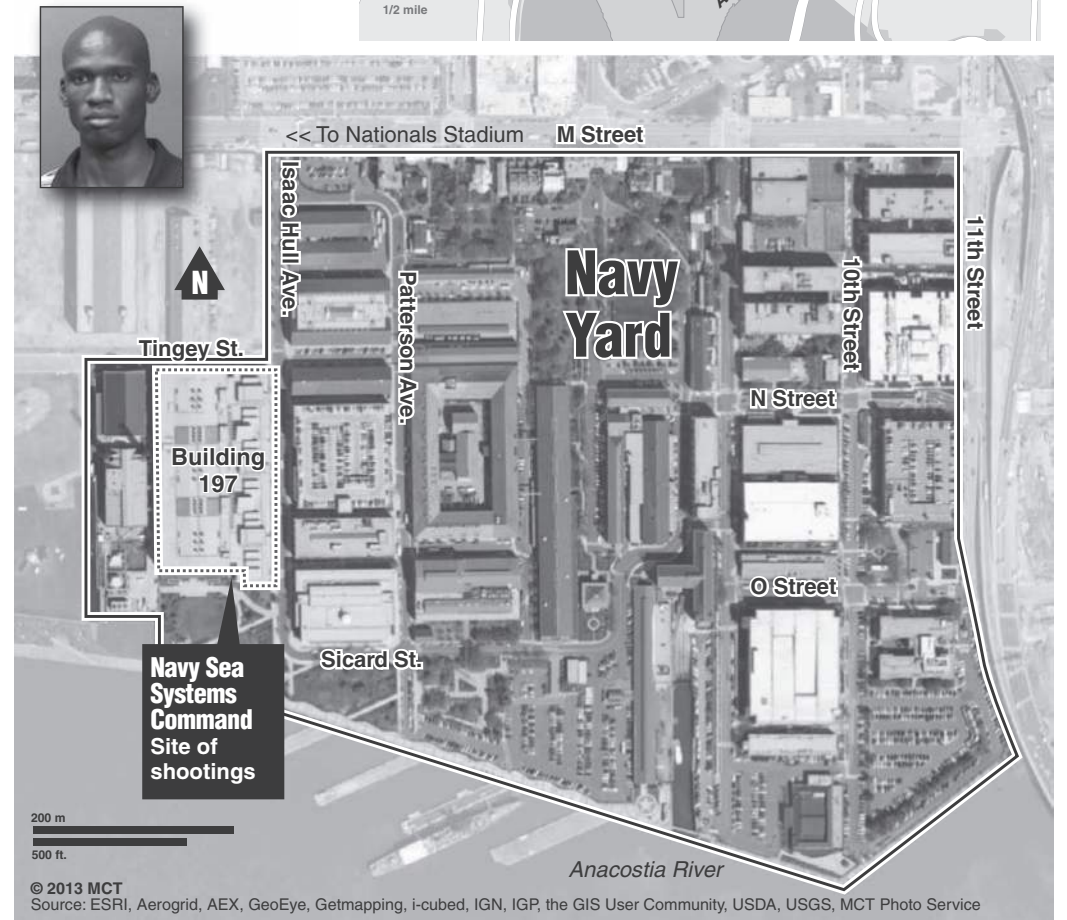 1/2 mile
<< To Nationals Stadium M Street
Isaac Hull Ave.
Patterson Ave.
Navy
Yard
10th Street
11th Street
N
Tingey St.
N Street
Building
197
O Street
Sicard St.
Navy Sea
Systems
Command
Site of
shootings
200 m
500 ft.
Anacostia River
© 2013 MCT
Source: ESRI, Aerogrid, AEX, GeoEye, Getmapping, i-cubed, IGN, IGP, the GIS User Community, USDA, USGS, MCT Photo Service